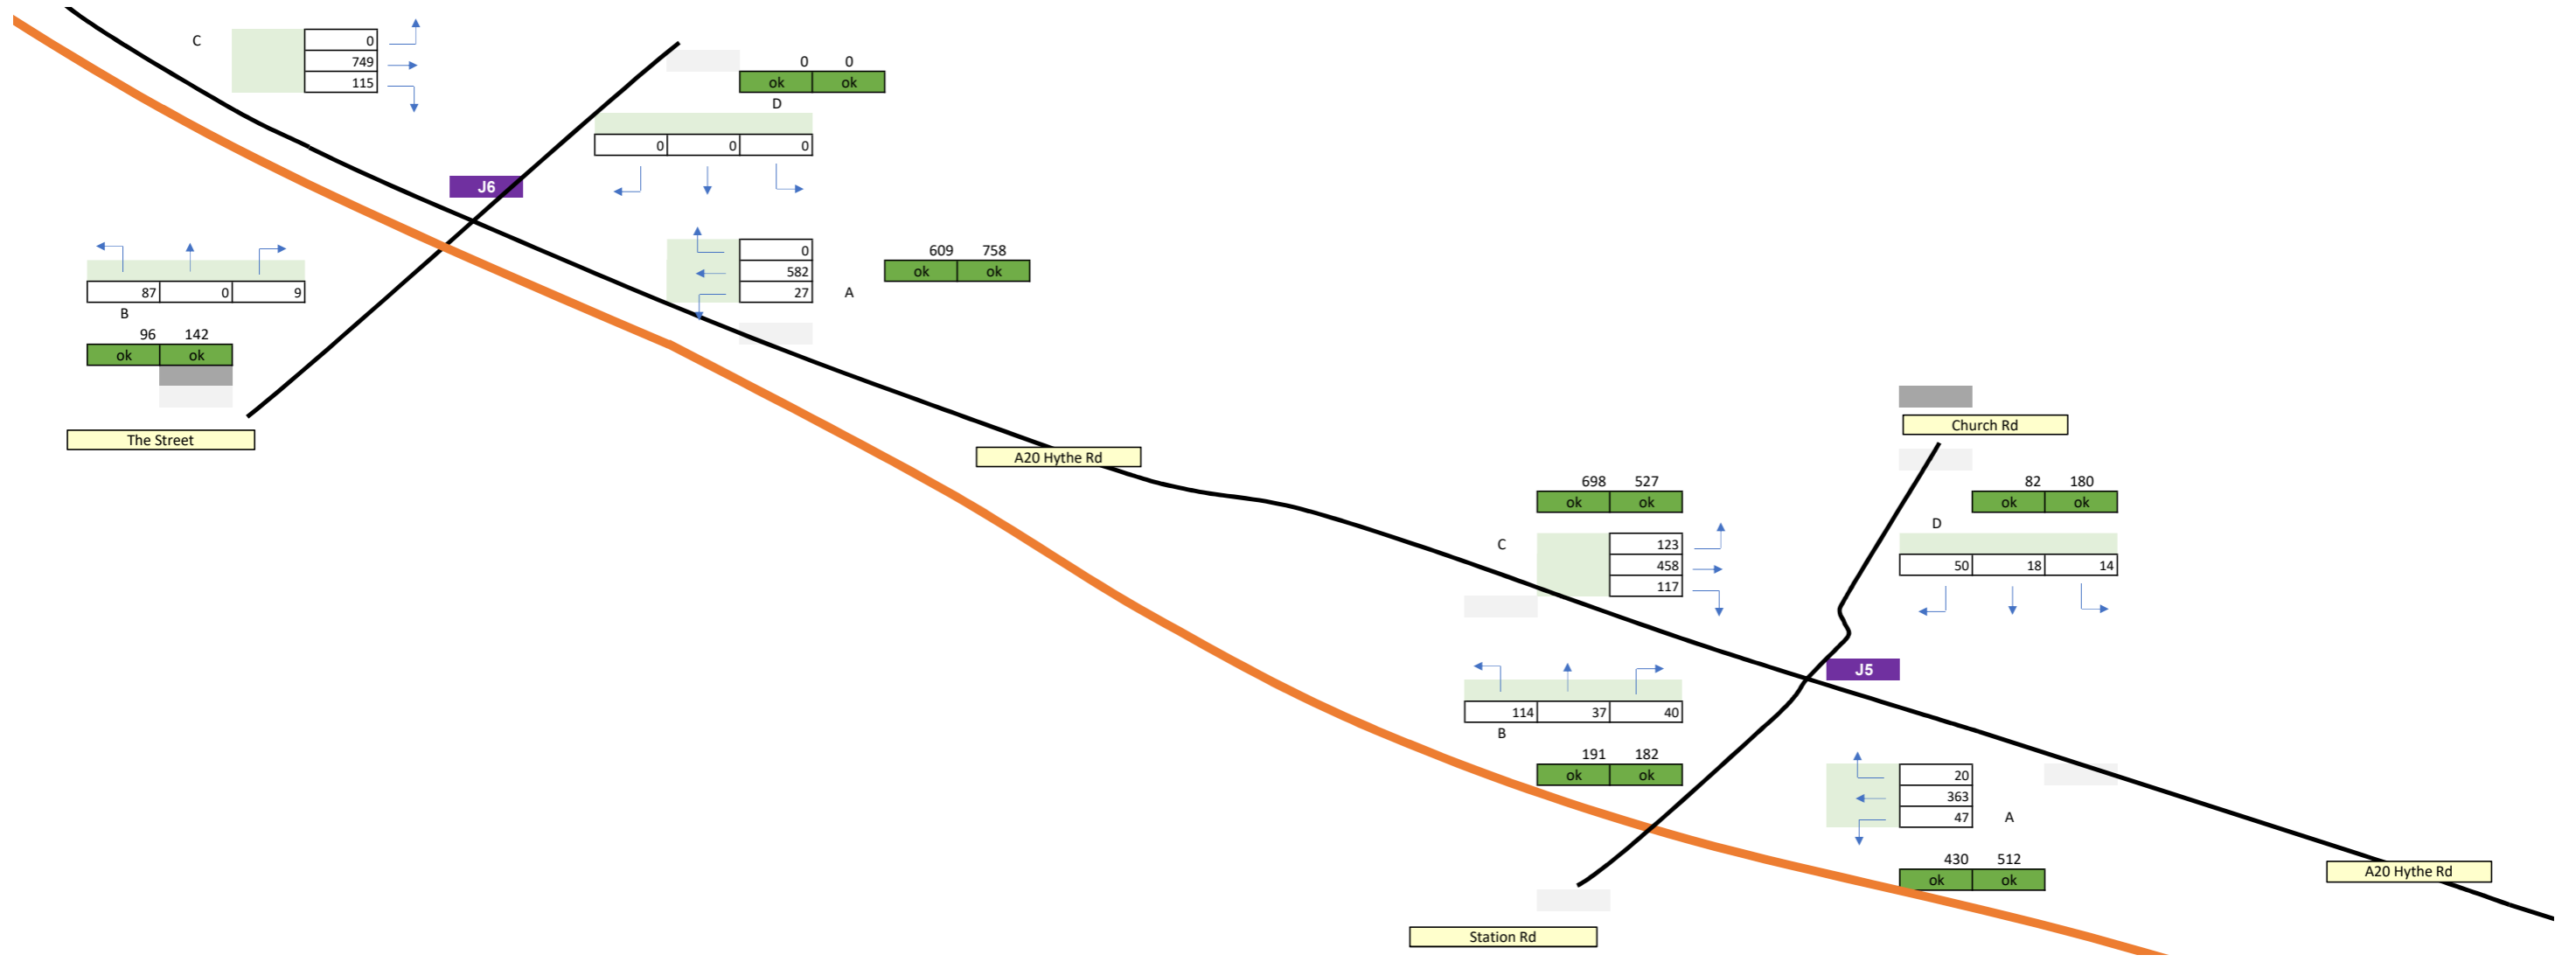 C
0
749
115
0 0
ok ok
D
0 0 0
J6
87 0 9
B
96 142
ok ok
0
582
27 A
609 758
ok ok
The Street
A20 Hythe Rd
Church Rd
698 527
ok ok
C
123
458
117
82 180
ok ok
D
50 18 14
J5
114 37 40
B
191 182
ok ok
20
363
47 A
430 512
ok ok
A20 Hythe Rd
Station Rd